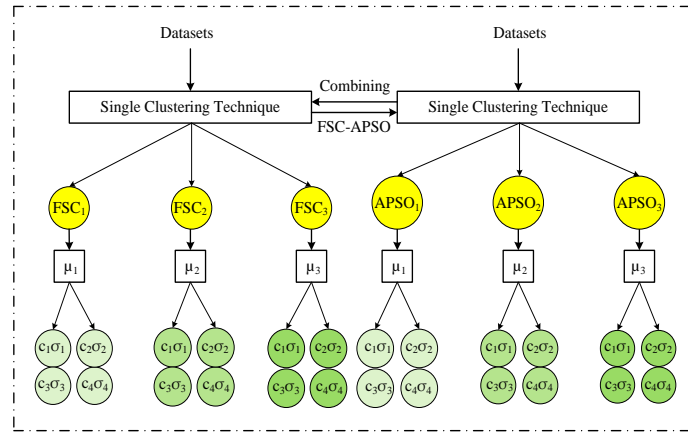 Datasets Datasets
Combining
Single Clustering Technique Single Clustering Technique
FSC-APSO
FSC₁ FSC₂ FSC₃ APSO₁ APSO₂ APSO₃
µ₁ µ₂ µ₃ µ₁ µ₂ µ₃
c₁σ₁ c₂σ₂ c₁σ₁ c₂σ₂ c₁σ₁ c₂σ₂ c₁σ₁ c₂σ₂ c₁σ₁ c₂σ₂ c₁σ₁ c₂σ₂
c₃σ₃ c₄σ₄ c₃σ₃ c₄σ₄ c₃σ₃ c₄σ₄ c₃σ₃ c₄σ₄ c₃σ₃ c₄σ₄ c₃σ₃ c₄σ₄